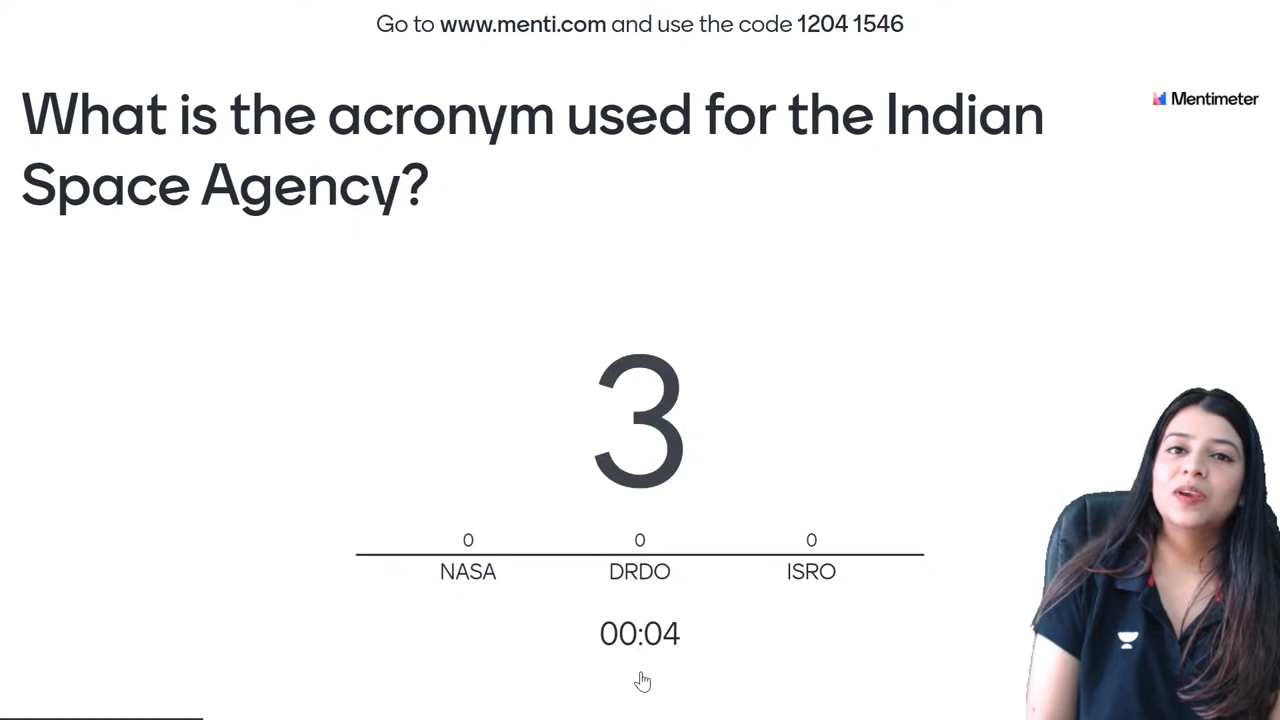 Go to www.menti.com and use the code 1204 1546
Mentimeter
What is the acronym used for the Indian
Space Agency?
3
0 0 0
NASA DRDO ISRO
00:04